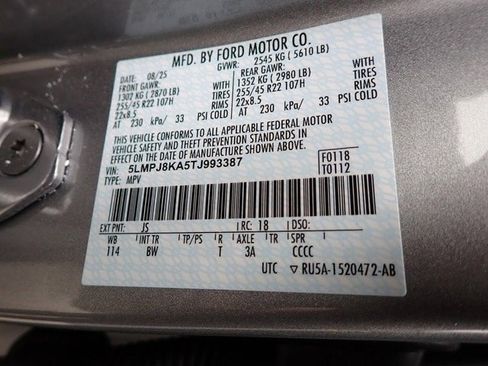 MFD. BY FORD MOTOR CO.
DATE: 08/25 GVWR: 2545 KG ( 5610 LB)
FRONT GAWR: REAR GAWR:
1302 KG ( 2870 LB) WITH 1352 KG ( 2980 LB) WITH
255/45 R22 107H TIRES 255/45 R22 107H TIRES
22x8.5 RIMS 22x8.5 RIMS
AT 230 kPa/ 33 PSI COLD AT 230 kPa/ 33 PSI COLD
THIS VEHICLE CONFORMS TO ALL APPLICABLE FEDERAL MOTOR
VEHICLE SAFETY AND THEFT PREVENTION STANDARDS IN
EFFECT ON THE DATE OF MANUFACTURE SHOWN ABOVE.
VIN: 5LMPJ8KA5TJ993387 F0118
TYPE: MPV T0112
EXT PNT: JS RC: 18 DSO:
WB INT TR TP/PS R AXLE TR SPR
114 BW T 3A CCCC
UTC ▽ RU5A-1520472-AB